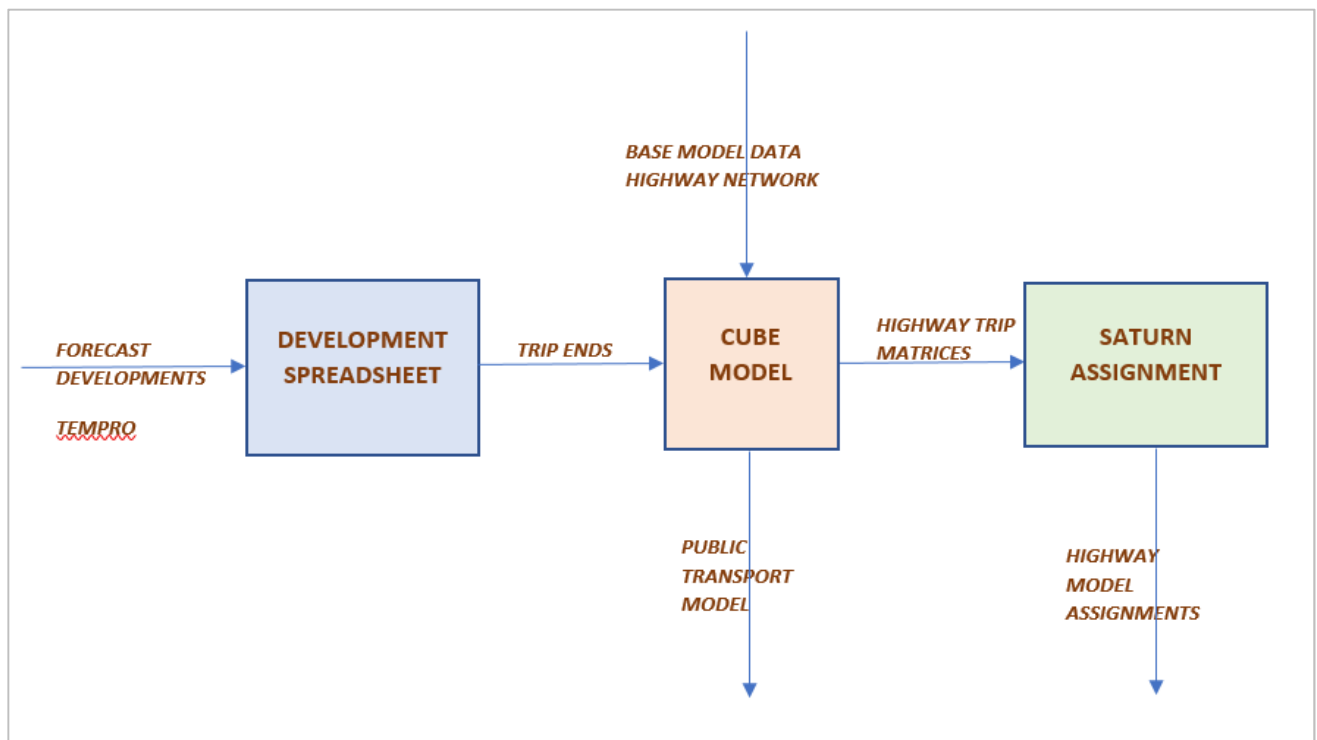 BASE MODEL DATA
HIGHWAY NETWORK
FORECAST
DEVELOPMENTS
TEMPRO
DEVELOPMENT
SPREADSHEET
TRIP ENDS
CUBE
MODEL
HIGHWAY TRIP
MATRICES
SATURN
ASSIGNMENT
PUBLIC
TRANSPORT
MODEL
HIGHWAY
MODEL
ASSIGNMENTS